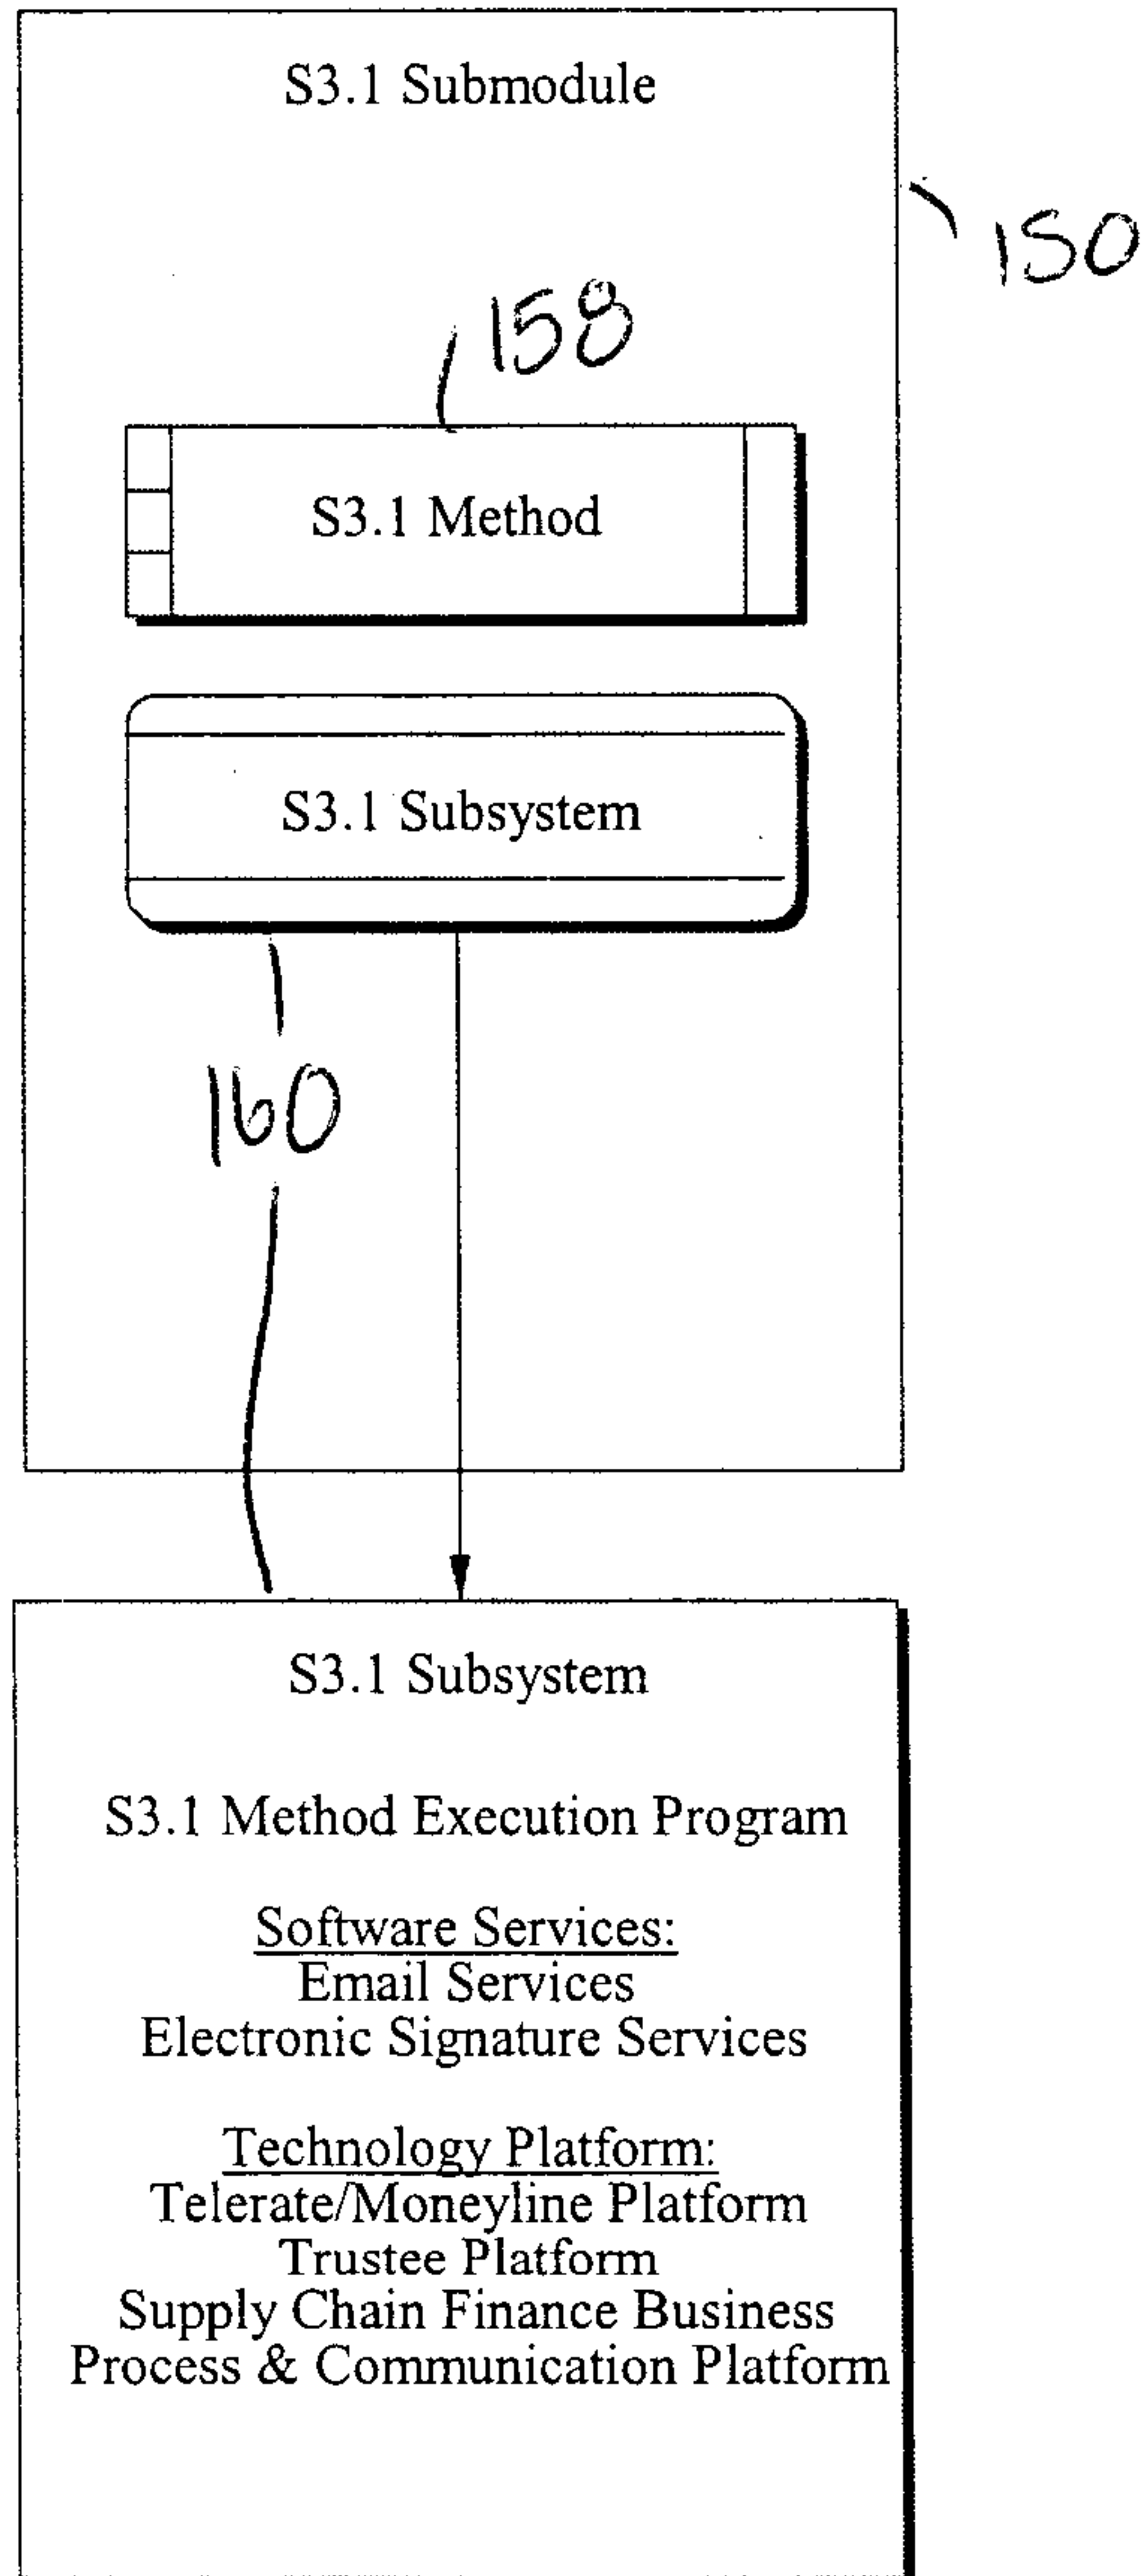 S3.1 Submodule
150
158
S3.1 Method
S3.1 Subsystem
160
S3.1 Subsystem
S3.1 Method Execution Program
Software Services:
Email Services
Electronic Signature Services
Technology Platform:
Telerate/Moneyline Platform
Trustee Platform
Supply Chain Finance Business
Process & Communication Platform